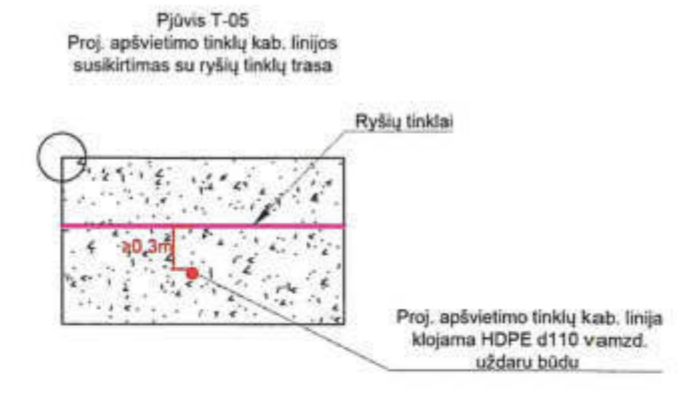 Pjūvis T-05
Proj. apšvietimo tinklų kab. linijos
susikirtimas su ryšių tinklų trasa
Ryšių tinklai
≥0,3m
Proj. apšvietimo tinklų kab. linija
klojama HDPE d110 vamzd.
uždaru būdu